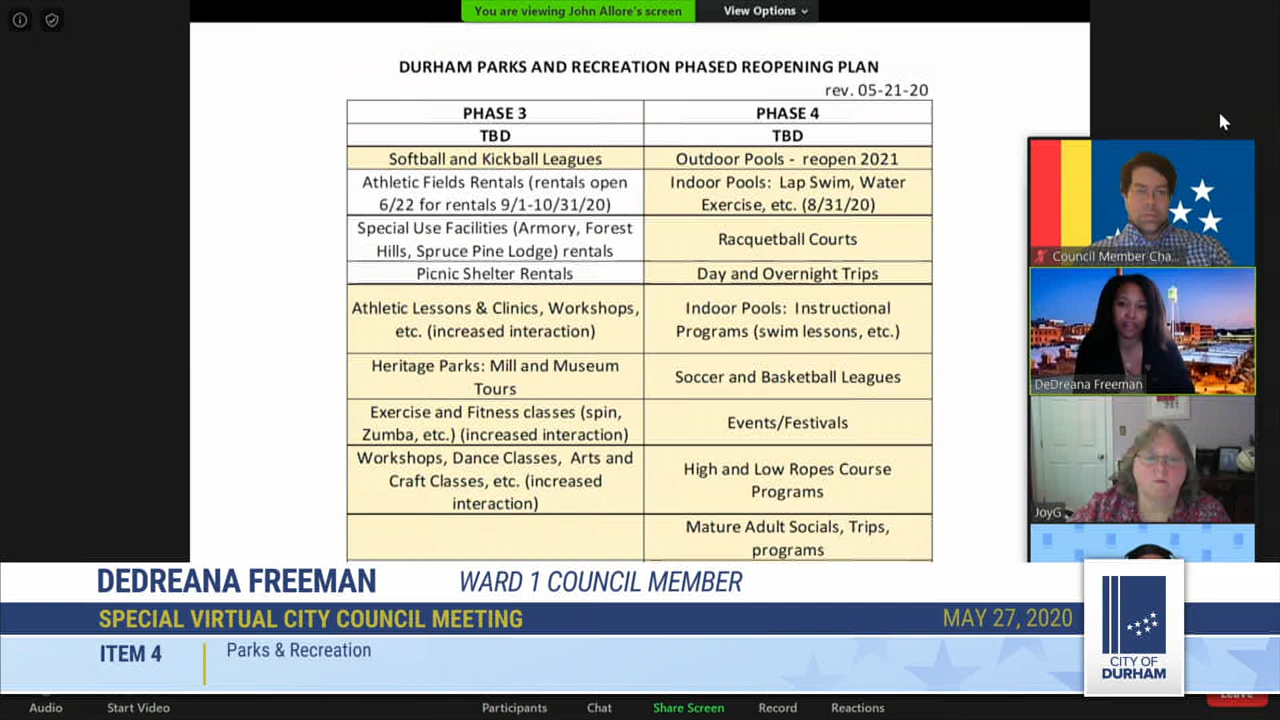 You are viewing John Allore's screen
View Options
DURHAM PARKS AND RECREATION PHASED REOPENING PLAN
rev. 05-21-20
PHASE 3
PHASE 4
TBD
TBD
Softball and Kickball Leagues
Outdoor Pools - reopen 2021
Athletic Fields Rentals (rentals open
6/22 for rentals 9/1-10/31/20)
Indoor Pools: Lap Swim, Water
Exercise, etc. (8/31/20)
Special Use Facilities (Armory, Forest
Hills, Spruce Pine Lodge) rentals
Racquetball Courts
Picnic Shelter Rentals
Day and Overnight Trips
Athletic Lessons & Clinics, Workshops,
etc. (increased interaction)
Indoor Pools: Instructional
Programs (swim lessons, etc.)
Heritage Parks: Mill and Museum
Tours
Soccer and Basketball Leagues
Exercise and Fitness classes (spin,
Zumba, etc.) (increased interaction)
Events/Festivals
Workshops, Dance Classes, Arts and
Craft Classes, etc. (increased
interaction)
High and Low Ropes Course
Programs
Mature Adult Socials, Trips,
programs
Council Member Cha...
DeDreana Freeman
JoyG
DEDREANA FREEMAN
WARD 1 COUNCIL MEMBER
SPECIAL VIRTUAL CITY COUNCIL MEETING
MAY 27, 2020
ITEM 4
Parks & Recreation
CITY OF
DURHAM
Audio
Start Video
Participants
Chat
Share Screen
Record
Reactions
Leave